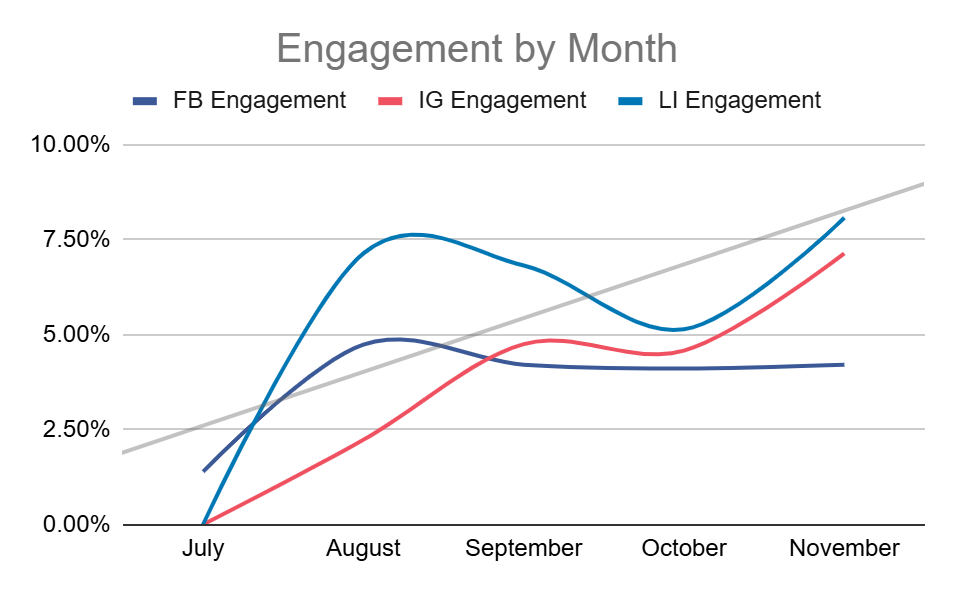 Engagement by Month
FB Engagement IG Engagement LI Engagement
10.00%
7.50%
5.00%
2.50%
0.00%
July August September October November